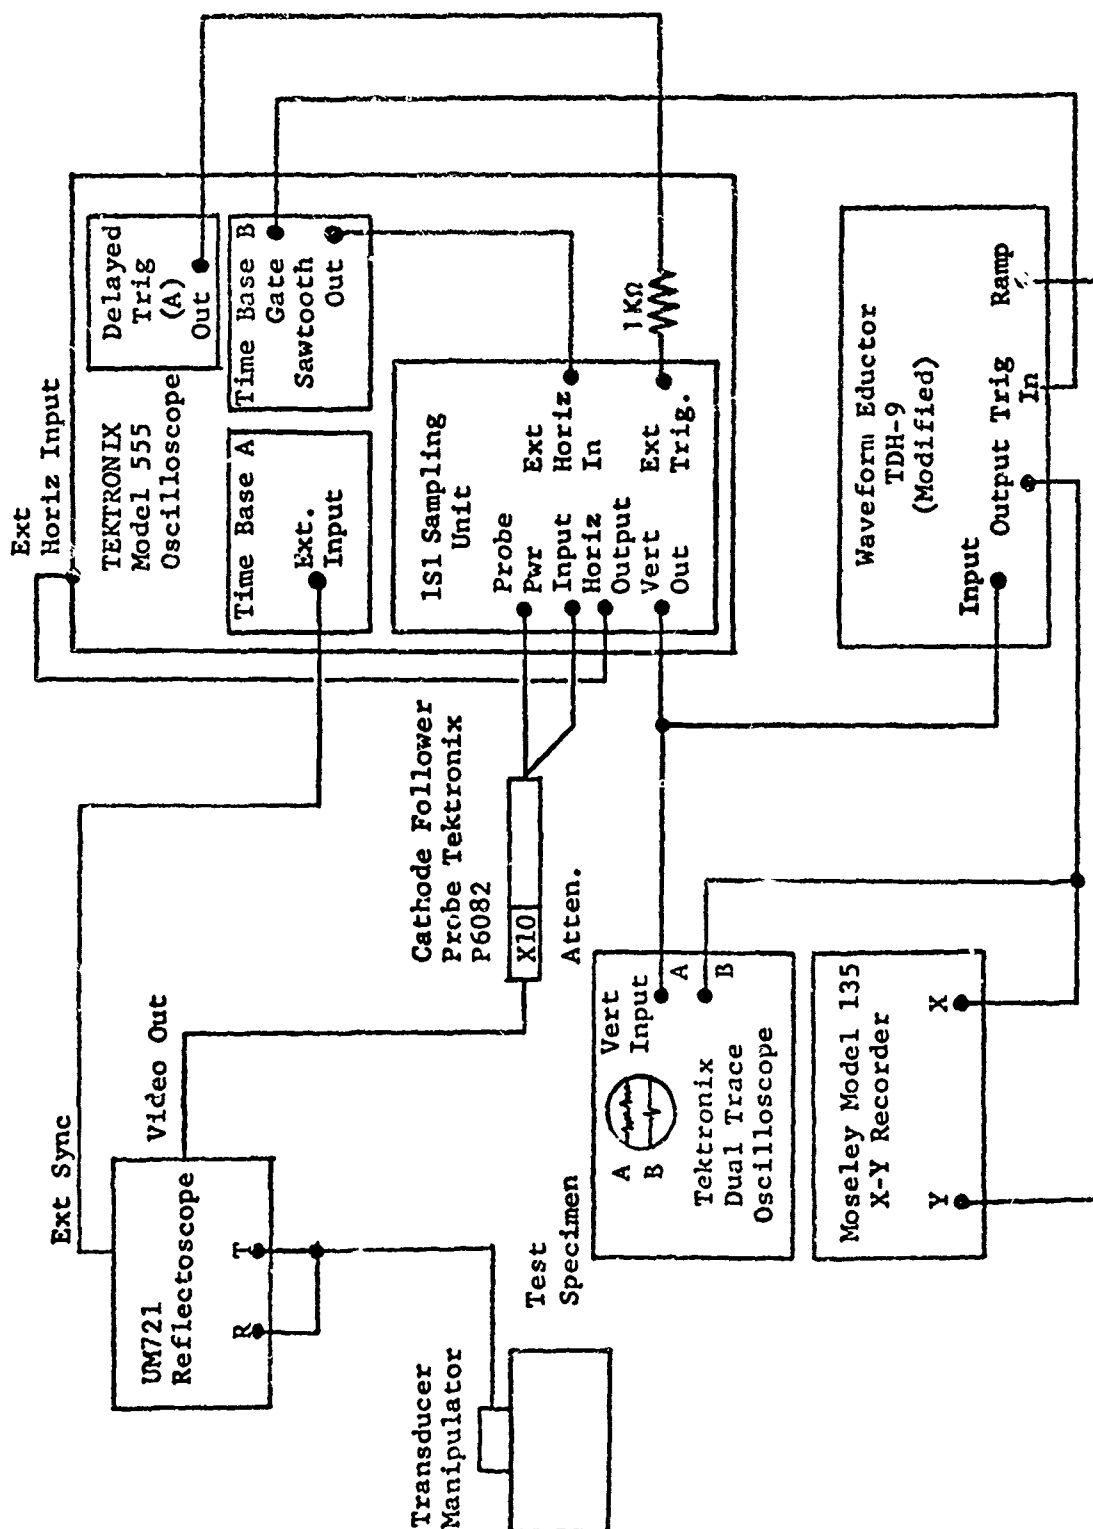 Ext Sync
UM721
Reflectoscope
R
T
Video Out
Transducer
Manipulator
Test
Specimen
Cathode Follower
Probe Tektronix
P6082
X10
Atten.
Ext
Horiz Input
TEKTRONIX
Model 555
Oscilloscope
Delayed
Trig
(A)
Out
Time Base A
Ext.
Input
Time Base B
Gate
Sawtooth
Out
1S1 Sampling
Unit
Probe
Pwr
Input
Horiz
Output
Vert
Out
Ext
Horiz
In
Ext
Trig.
1KΩ
A
B
Vert
Input
A
B
Tektronix
Dual Trace
Oscilloscope
Moseley Model 135
X-Y Recorder
Y
X
Waveform Eductor
TDH-9
(Modified)
Input
Output
Trig
In
Ramp